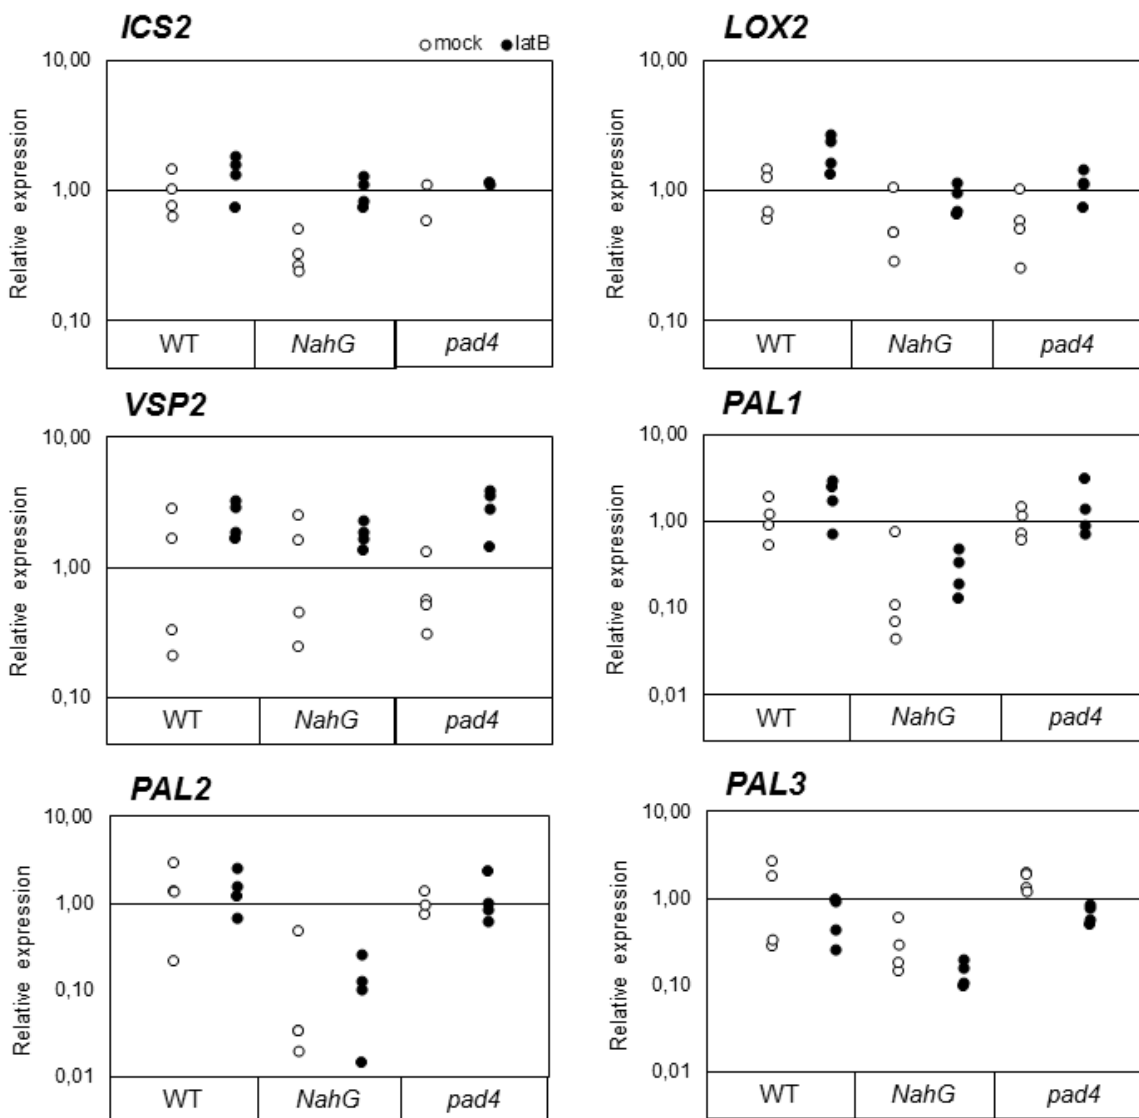 ICS2
mock latB
10,00
1,00
0,10
Relative expression
WT NahG pad4
LOX2
10,00
1,00
0,10
Relative expression
WT NahG pad4
VSP2
10,00
1,00
0,10
Relative expression
WT NahG pad4
PAL1
10,00
1,00
0,10
0,01
Relative expression
WT NahG pad4
PAL2
10,00
1,00
0,10
0,01
Relative expression
WT NahG pad4
PAL3
10,00
1,00
0,10
0,01
Relative expression
WT NahG pad4